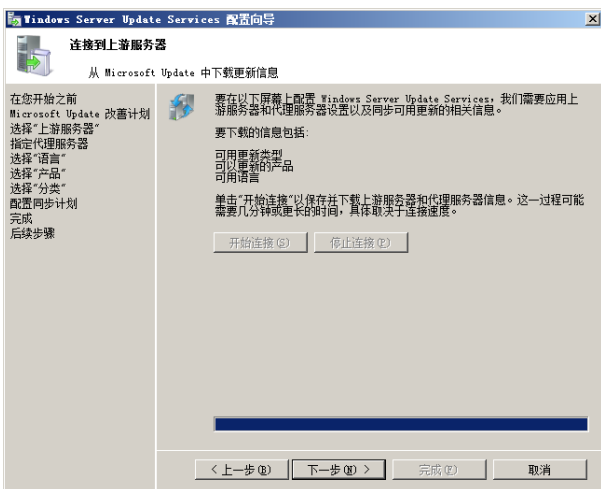 Windows Server Update Services 配置向导
连接到上游服务器
从 Microsoft Update 中下载更新信息
在您开始之前
Microsoft Update 改善计划
选择“上游服务器”
指定代理服务器
选择“语言”
选择“产品”
选择“分类”
配置同步计划
完成
后续步骤
要在以下屏幕上配置 Windows Server Update Services，我们需要应用上
游服务器和代理服务器设置以及同步可用更新的相关信息。
要下载的信息包括:
可用更新类型
可以更新的产品
可用语言
单击“开始连接”以保存并下载上游服务器和代理服务器信息。这一过程可能
需要几分钟或更长的时间，具体取决于连接速度。
开始连接(S) 停止连接(P)
< 上一步(B) 下一步(N) > 完成(F) 取消